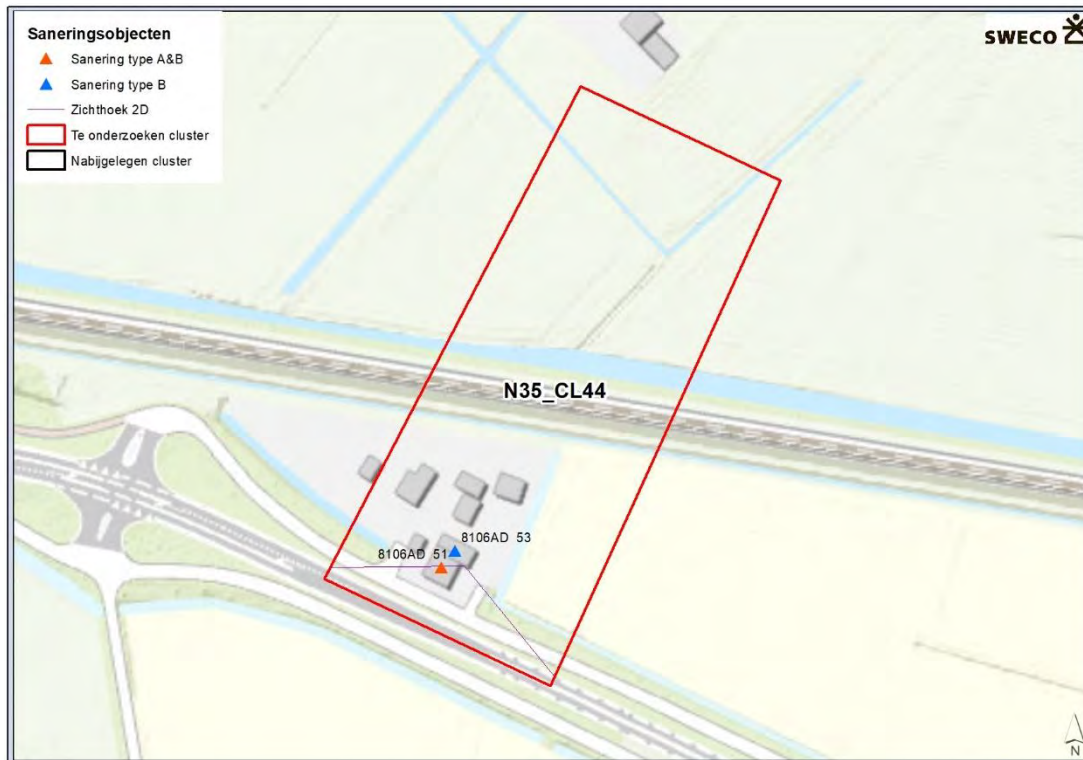 Saneringsobjecten
Sanering type A&B
Sanering type B
Zichthoek 2D
Te onderzoeken cluster
Nabijgelegen cluster
SWECO
N35_CL44
8106AD 53
8106AD 51
N